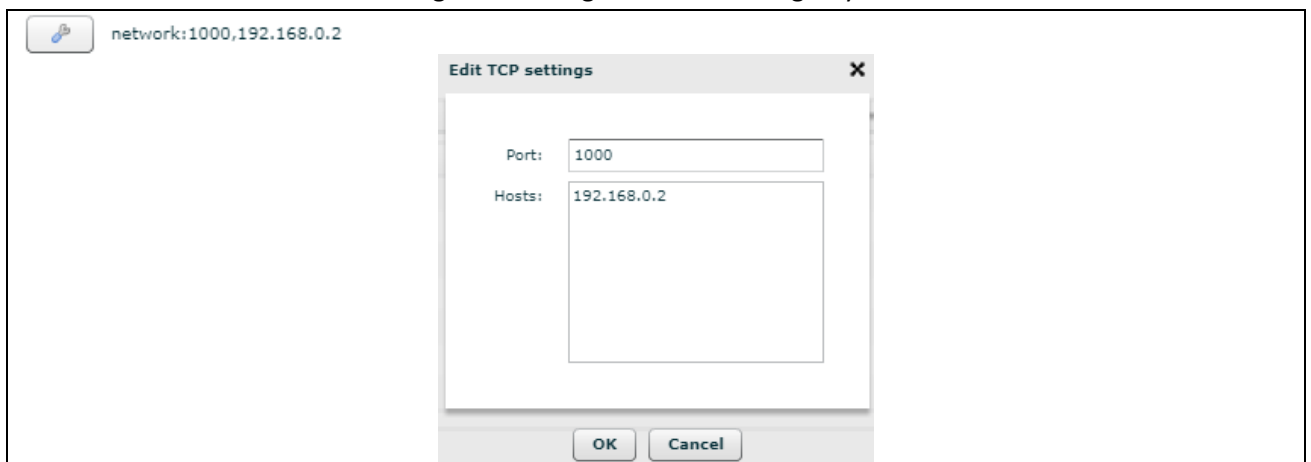 network:1000,192.168.0.2
Edit TCP settings
Port: 1000
Hosts: 192.168.0.2
OK Cancel